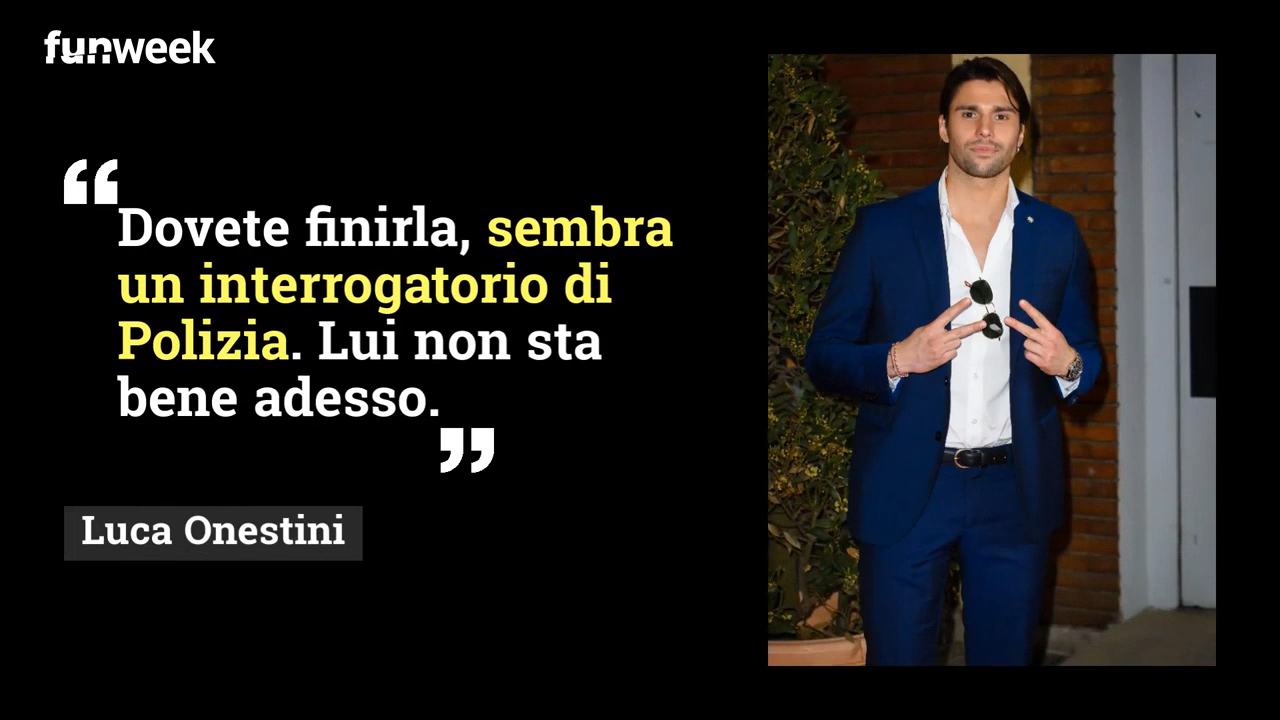 funweek
“Dovete finirla, sembra
un interrogatorio di
Polizia. Lui non sta
bene adesso.”
Luca Onestini